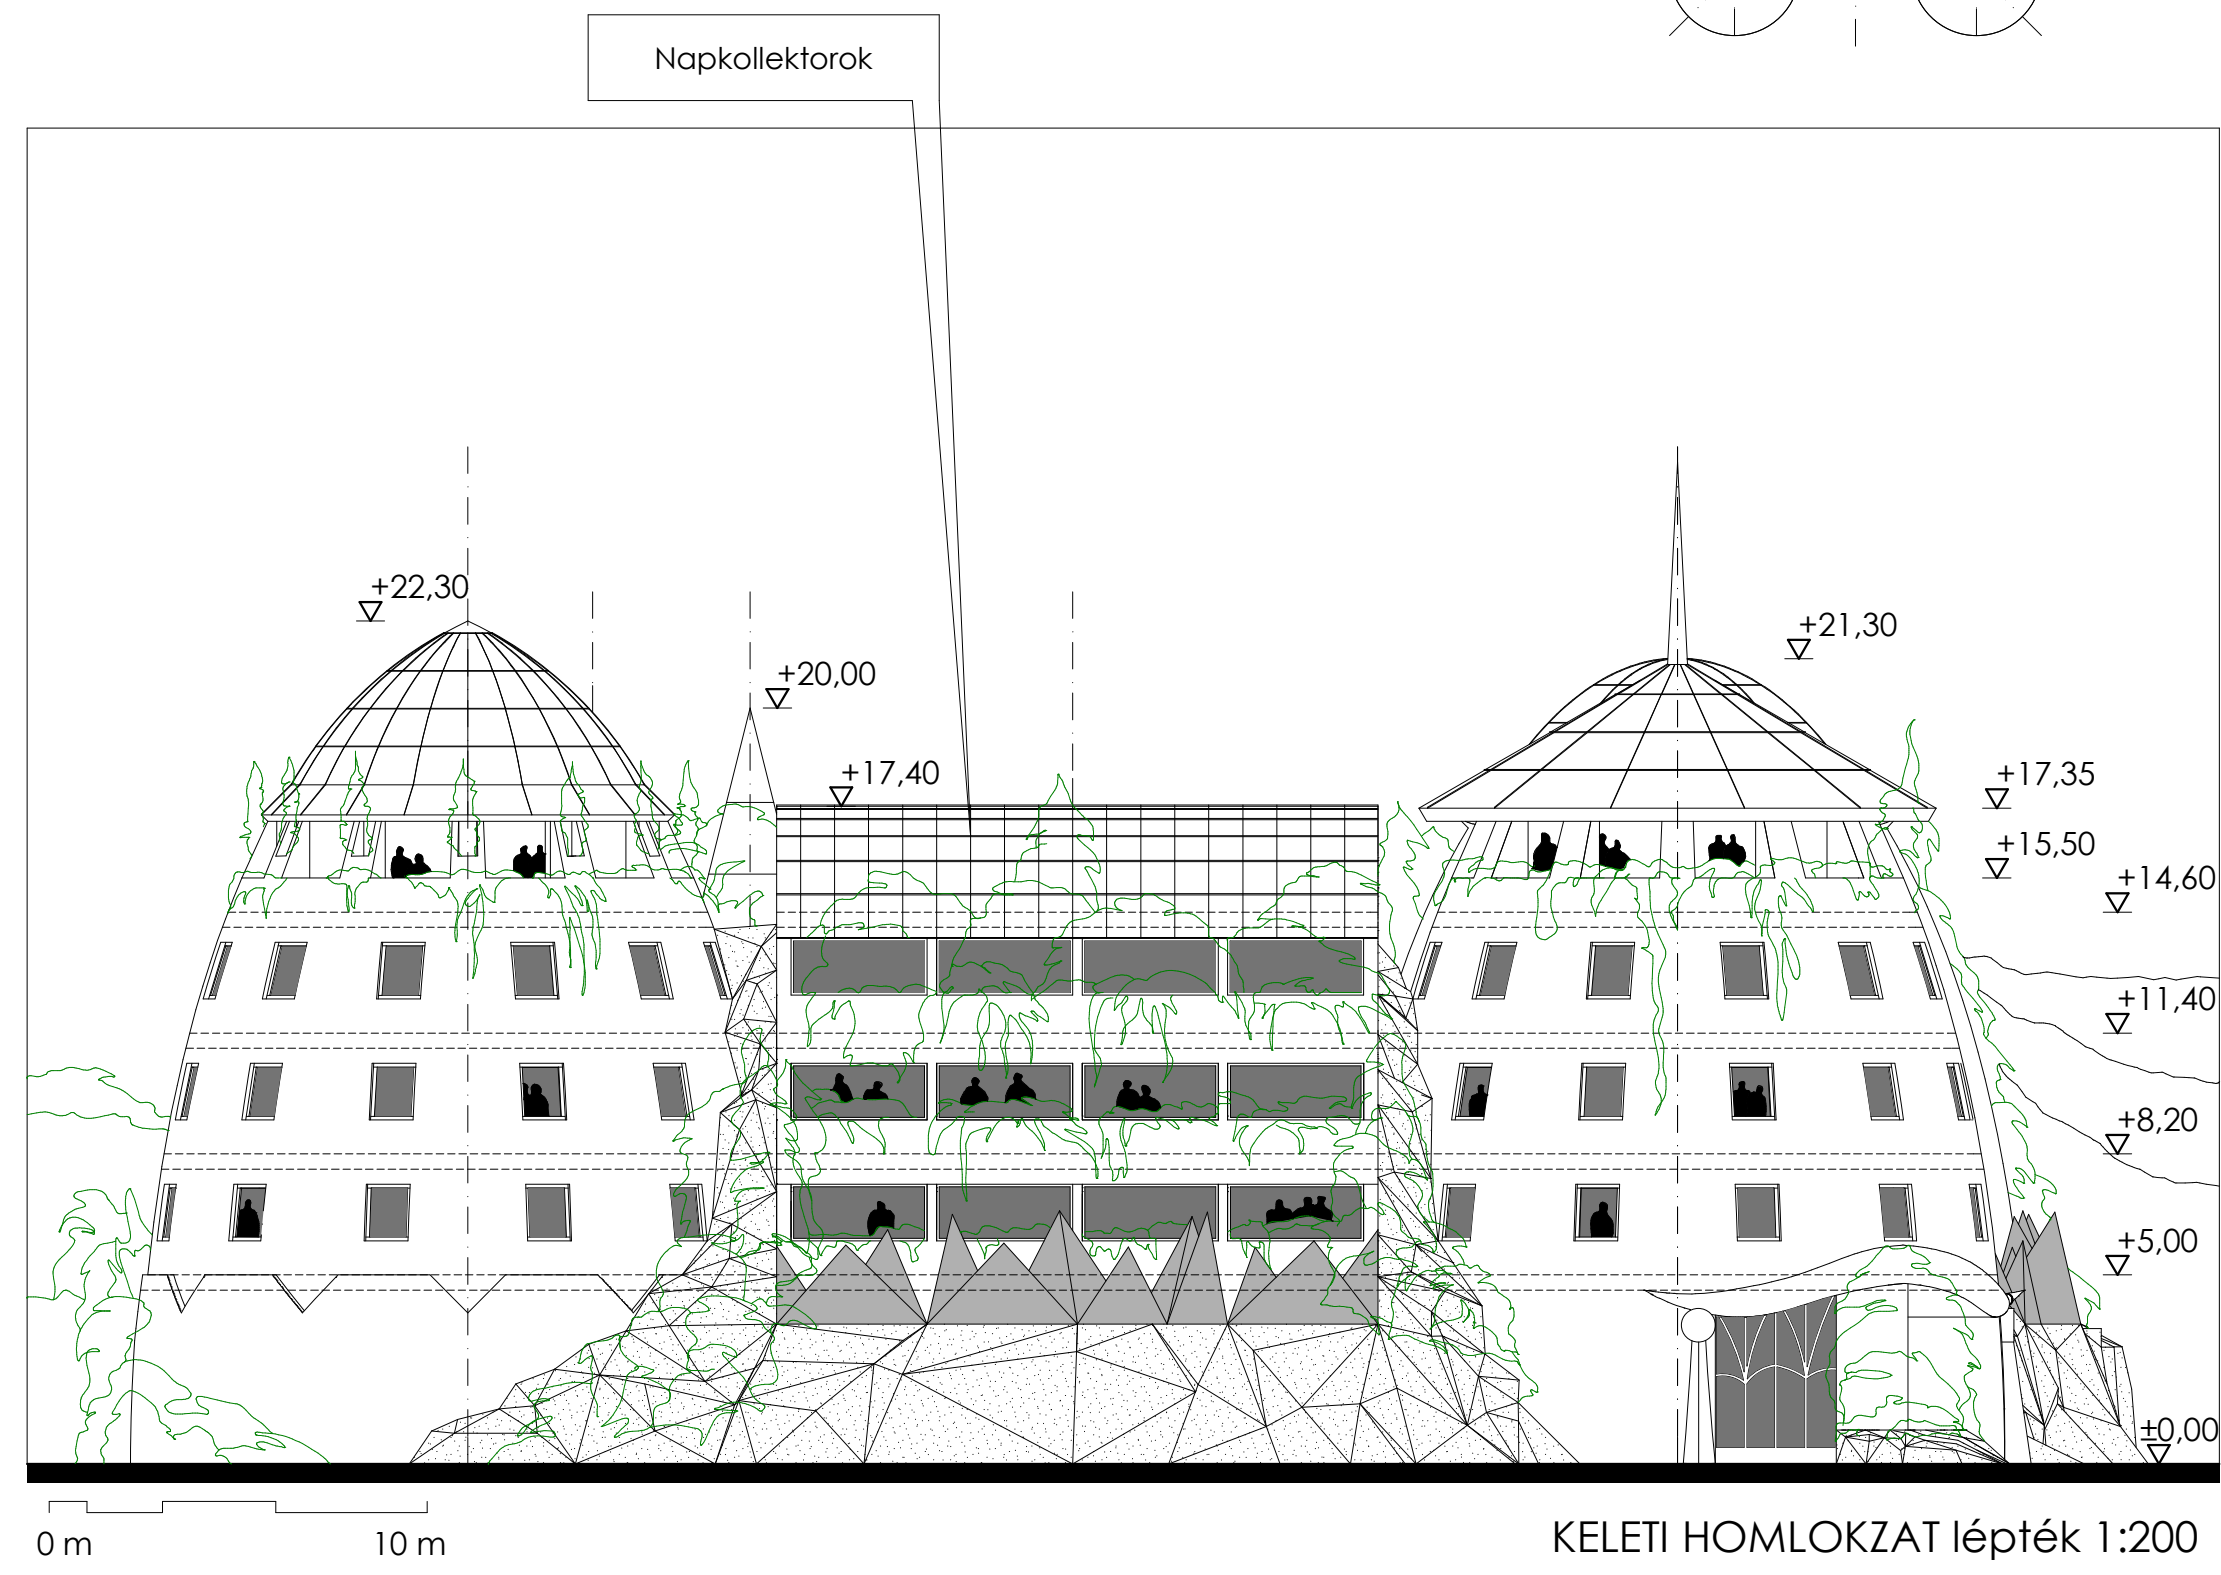 Napkollektorok
+22,30
+21,30
+20,00
+17,40
+17,35
+15,50
+14,60
+11,40
+8,20
+5,00
±0,00
0 m
10 m
KELETI HOMLOKZAT lépték 1:200